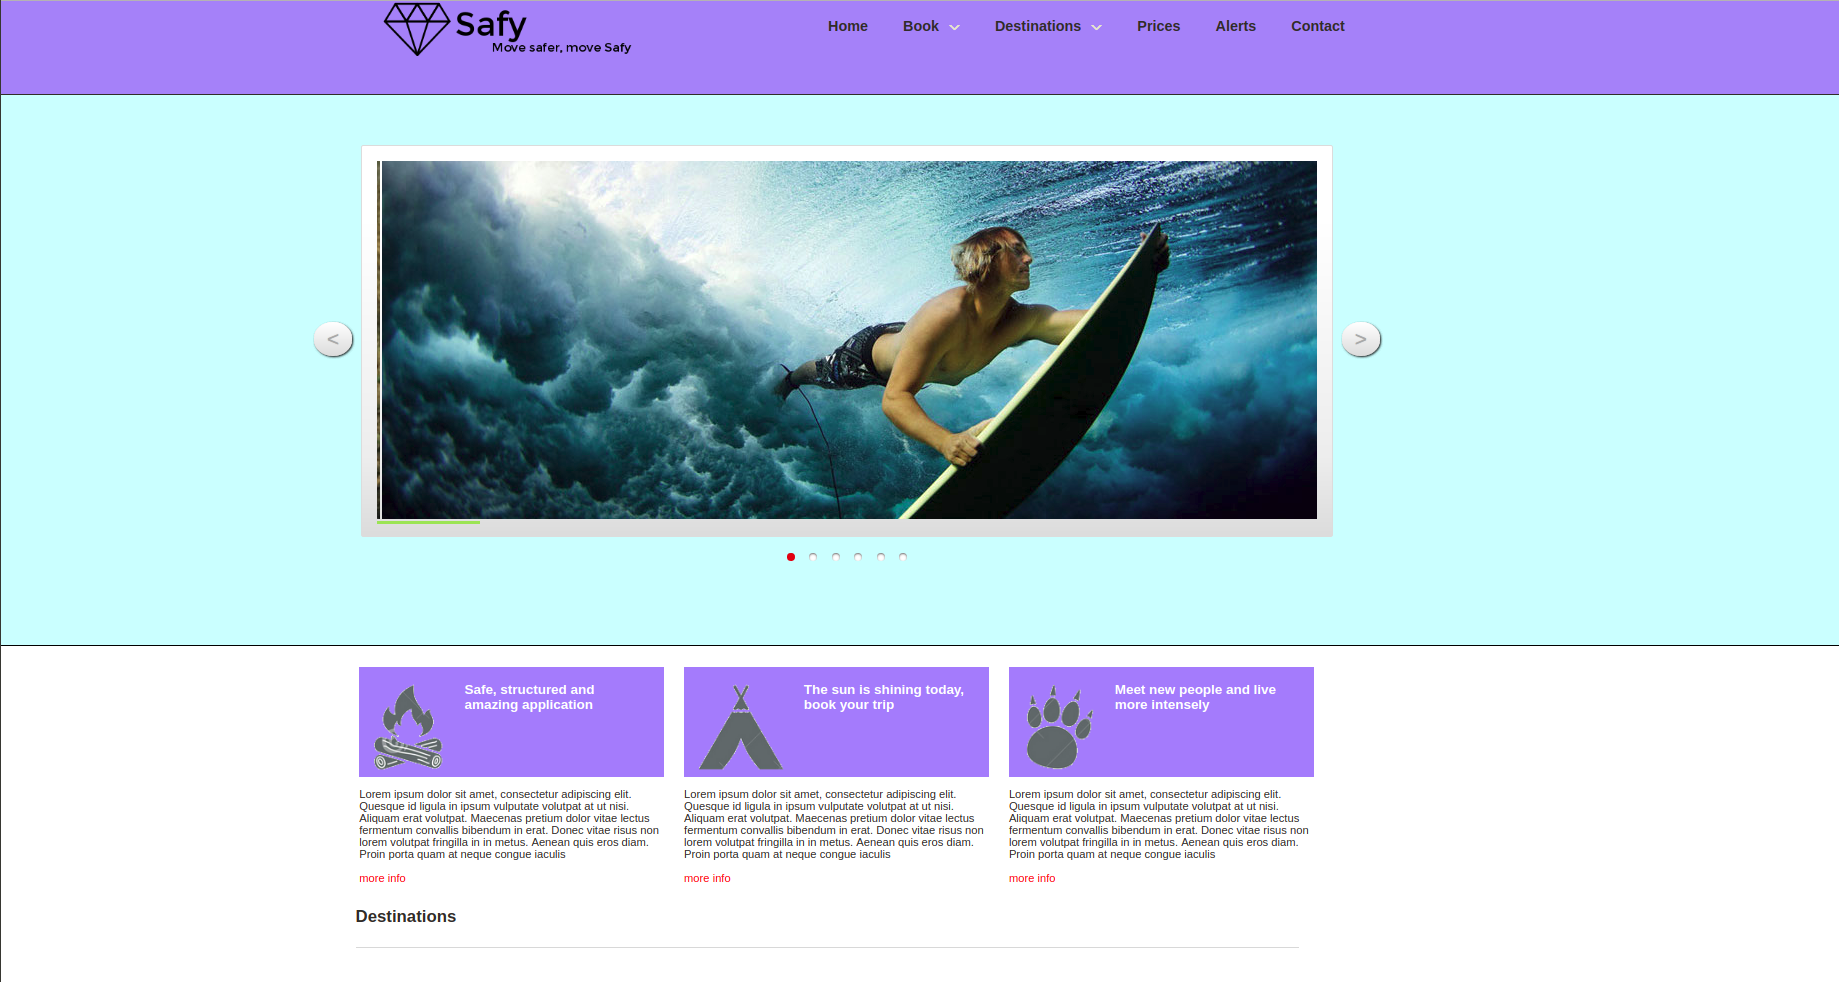 Safy
Move safer, move Safy
Home Book Destinations Prices Alerts Contact
< >
Safe, structured and
amazing application
The sun is shining today,
book your trip
Meet new people and live
more intensely
Lorem ipsum dolor sit amet, consectetur adipiscing elit.
Quesque id ligula in ipsum vulputate volutpat at ut nisi.
Aliquam erat volutpat. Maecenas pretium dolor vitae lectus
fermentum convallis bibendum in erat. Donec vitae risus non
lorem volutpat fringilla in in metus. Aenean quis eros diam.
Proin porta quam at neque congue iaculis
more info
Lorem ipsum dolor sit amet, consectetur adipiscing elit.
Quesque id ligula in ipsum vulputate volutpat at ut nisi.
Aliquam erat volutpat. Maecenas pretium dolor vitae lectus
fermentum convallis bibendum in erat. Donec vitae risus non
lorem volutpat fringilla in in metus. Aenean quis eros diam.
Proin porta quam at neque congue iaculis
more info
Lorem ipsum dolor sit amet, consectetur adipiscing elit.
Quesque id ligula in ipsum vulputate volutpat at ut nisi.
Aliquam erat volutpat. Maecenas pretium dolor vitae lectus
fermentum convallis bibendum in erat. Donec vitae risus non
lorem volutpat fringilla in in metus. Aenean quis eros diam.
Proin porta quam at neque congue iaculis
more info
Destinations